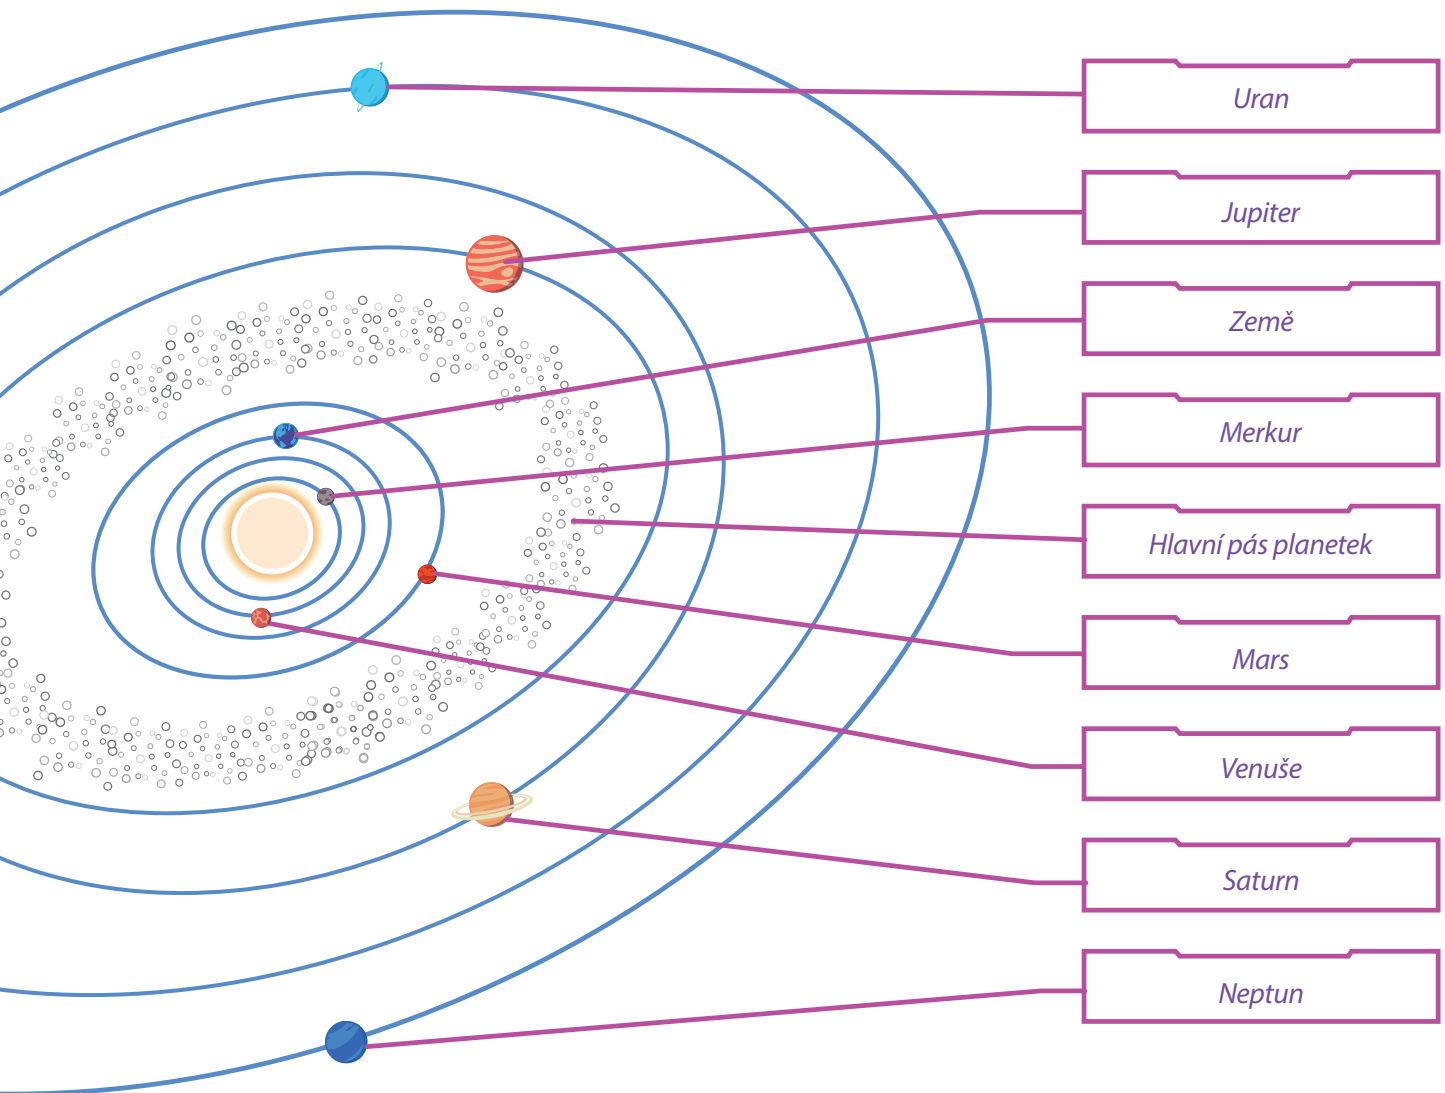 Uran
Jupiter
Země
Merkur
Hlavní pás planetek
Mars
Venuše
Saturn
Neptun